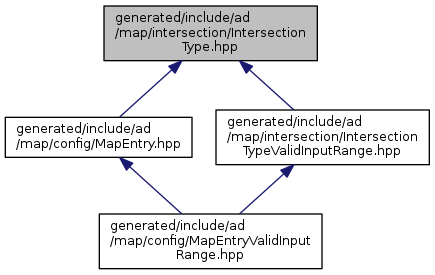 generated/include/ad
/map/intersection/Intersection
Type.hpp
generated/include/ad
/map/config/MapEntry.hpp
generated/include/ad
/map/intersection/Intersection
TypeValidInputRange.hpp
generated/include/ad
/map/config/MapEntryValidInput
Range.hpp